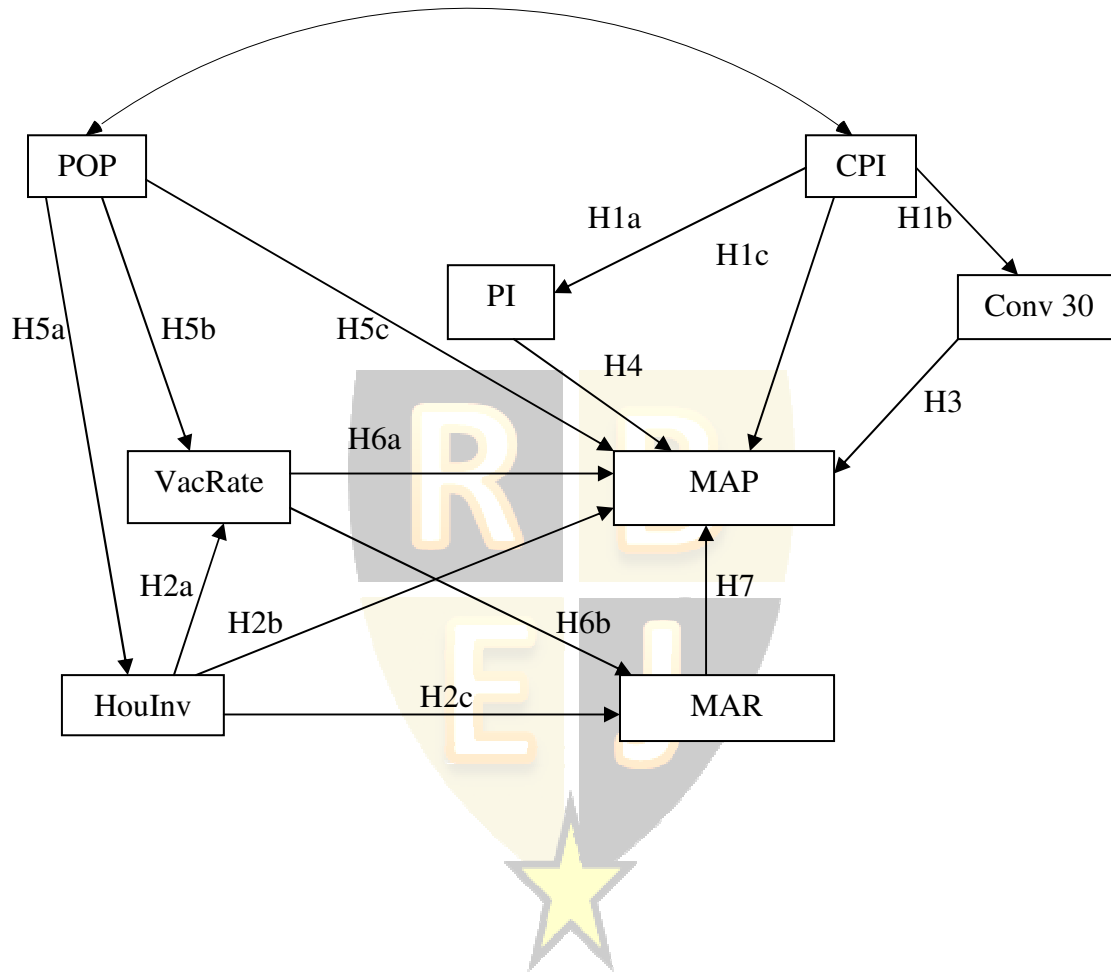 POP
CPI
H1a
H1b
H1c
PI
Conv 30
H5a
H5b
H5c
H4
H3
H6a
VacRate
MAP
R
B
H2a
H2b
H6b
H7
HouInv
H2c
MAR
E
J